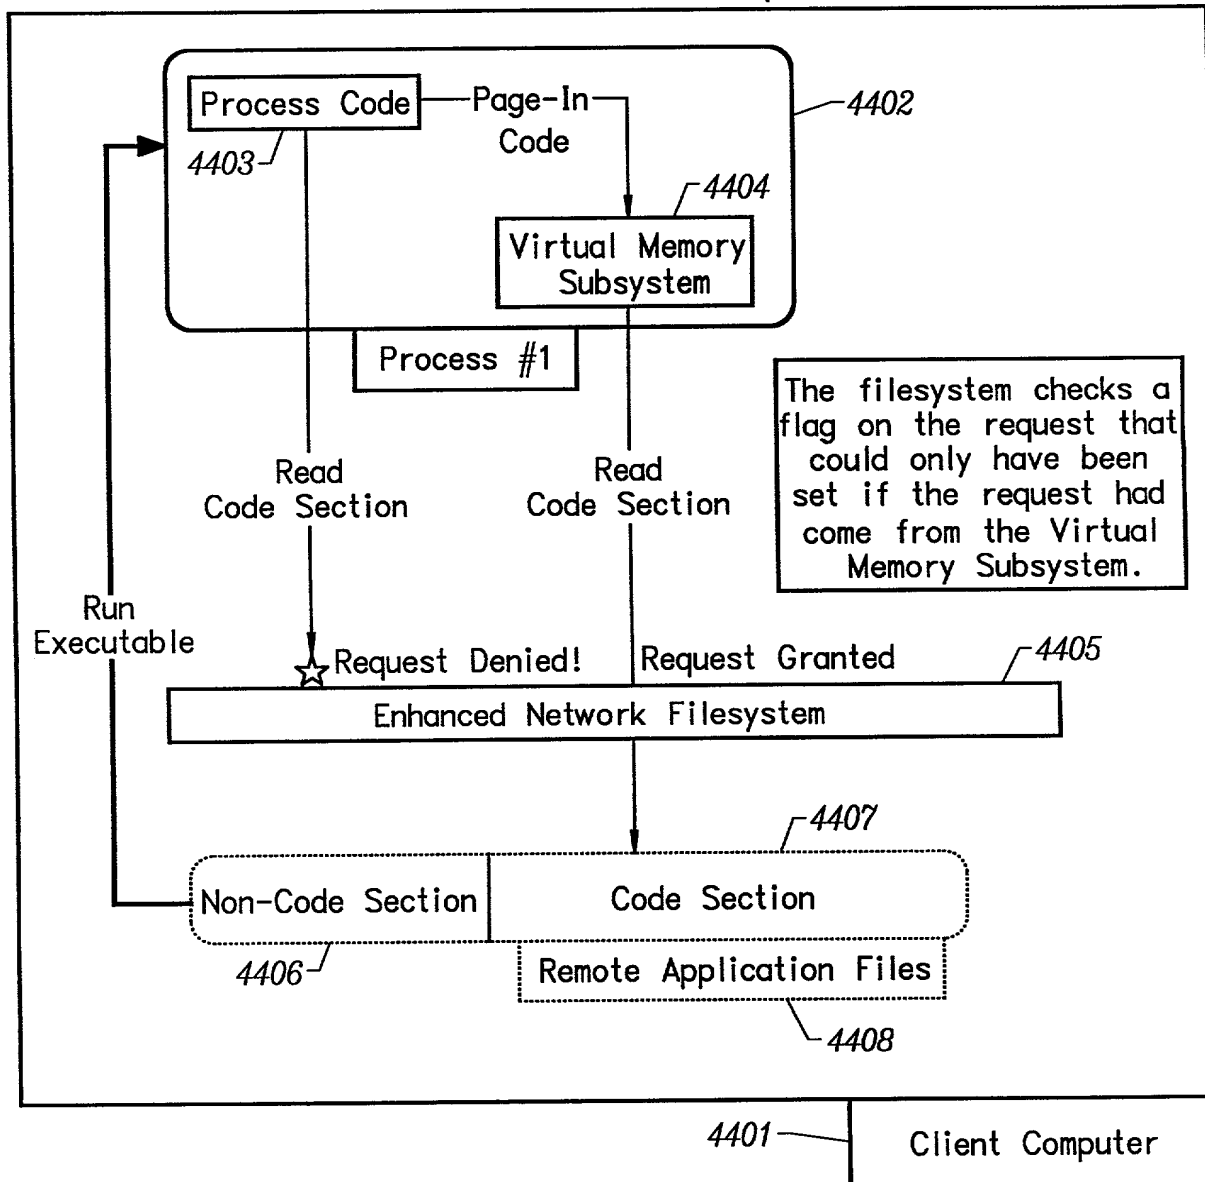 Process Code
Page-In
Code
4402
4403
4404
Virtual Memory
Subsystem
Process #1
The filesystem checks a
flag on the request that
could only have been
set if the request had
come from the Virtual
Memory Subsystem.
Read
Code Section
Read
Code Section
Run
Executable
Request Denied!
Request Granted
4405
Enhanced Network Filesystem
4407
Non-Code Section
Code Section
4406
Remote Application Files
4408
4401
Client Computer